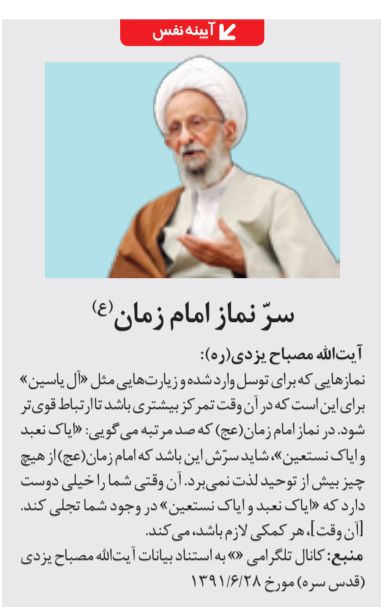 آیینه نفس
سرّ نماز امام زمان(ع)
آیت‌الله مصباح یزدی(ره):
نمازهایی که برای توسل وارد شده و زیارت‌هایی مثل «آل یاسین»
برای این است که در آن وقت تمرکز بیشتری باشد تا ارتباط قوی‌تر
شود. در نماز امام زمان(عج) که صد مرتبه می‌گویی: «ایاک نعبد
و ایاک نستعین»، شاید سرّش این باشد که امام زمان(عج) از هیچ
چیز بیش از توحید لذت نمی‌برد. آن وقتی شما را خیلی دوست
دارد که «ایاک نعبد و ایاک نستعین» در وجود شما تجلی کند.
[آن وقت]، هر کمکی لازم باشد، می‌کند.
منبع: کانال تلگرامی «» به استناد بیانات آیت‌الله مصباح یزدی
(قدس سره) مورخ ۱۳۹۱/۶/۲۸